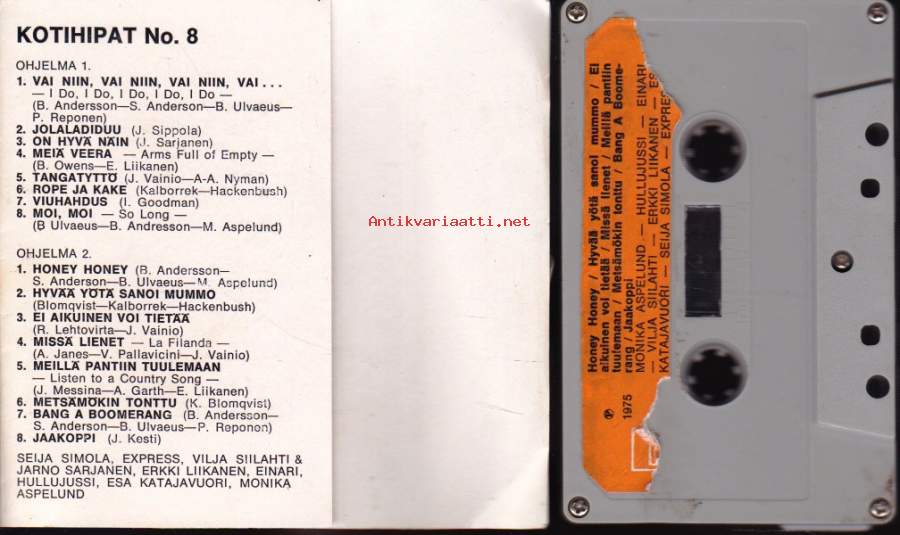 KOTIHIPAT No. 8
OHJELMA 1.
1. VAI NIIN, VAI NIIN, VAI NIIN, VAI ...
— I Do, I Do, I Do, I Do, I Do —
(B. Andersson—S. Anderson—B. Ulvaeus—
P. Reponen)
2. JOLALADIDUU (J. Sippola)
3. ON HYVÄ NÄIN (J. Sarjanen)
4. MEIÄ VEERA — Arms Full of Empty —
(B. Owens—E. Liikanen)
5. TANGATYTTÖ (J. Vainio—A-A. Nyman)
6. ROPE JA KAKE (Kalborrek—Hackenbush)
7. VIUHAHDUS (I. Goodman)
8. MOI, MOI — So Long —
(B Ulvaeus—B. Andresson—M. Aspelund)
OHJELMA 2.
1. HONEY HONEY (B. Andersson—
S. Anderson—B. Ulvaeus—M. Aspelund)
2. HYVÄÄ YÖTÄ SANOI MUMMO
(Blomqvist—Kalborrek—Hackenbush)
3. EI AIKUINEN VOI TIETÄÄ
(R. Lehtovirta—J. Vainio)
4. MISSÄ LIENET — La Filanda —
(A. Janes—V. Pallavicini—J. Vainio)
5. MEILLÄ PANTIIN TUULEMAAN
— Listen to a Country Song —
(J. Messina—A. Garth—E. Liikanen)
6. METSÄMÖKIN TONTTU (K. Blomqvist)
7. BANG A BOOMERANG (B. Andersson—
S. Andersson—B. Ulvaeus—P. Reponon)
8. JAAKOPPI (J. Kesti)
SEIJA SIMOLA, EXPRESS, VILJA SIILAHTI &
JARNO SARJANEN, ERKKI LIIKANEN, EINARI,
HULLUJUSSI, ESA KATAJAVUORI, MONIKA
ASPELUND
Antikvariaatti.net
Honey Honey / Hyvää yötä sanoi mummo / Ei
aikuinen voi tietää / Missä lienet / Meillä pantiin
tuulemaan / Metsämökin tonttu / Bang A Boome-
rang / Jaakoppi
MONIKA ASPELUND — HULLUJUSSI — EINARI
— VILJA SIILAHTI — ERKKI LIIKANEN — ES
KATAJAVUORI — SEIJA SIMOLA — EXPRES
℗ 1975